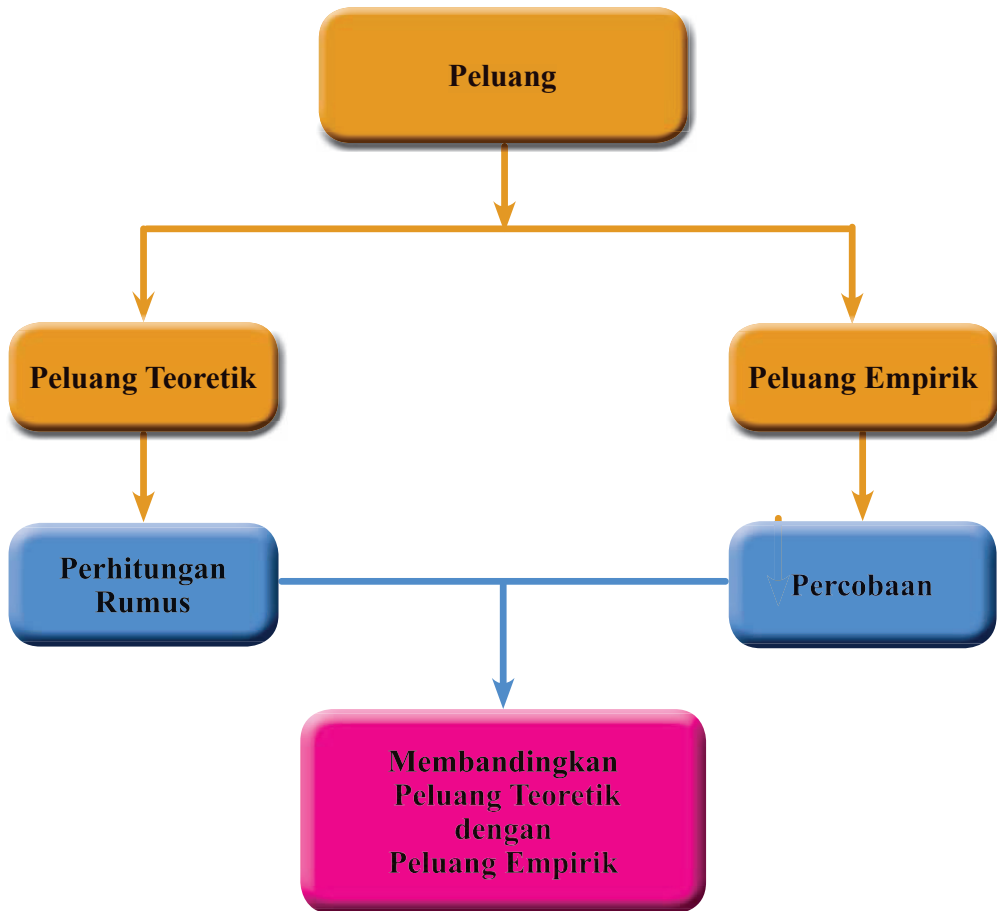 Peluang
Peluang Teoretik
Peluang Empirik
Perhitungan
Rumus
Percobaan
Membandingkan
Peluang Teoretik
dengan
Peluang Empirik